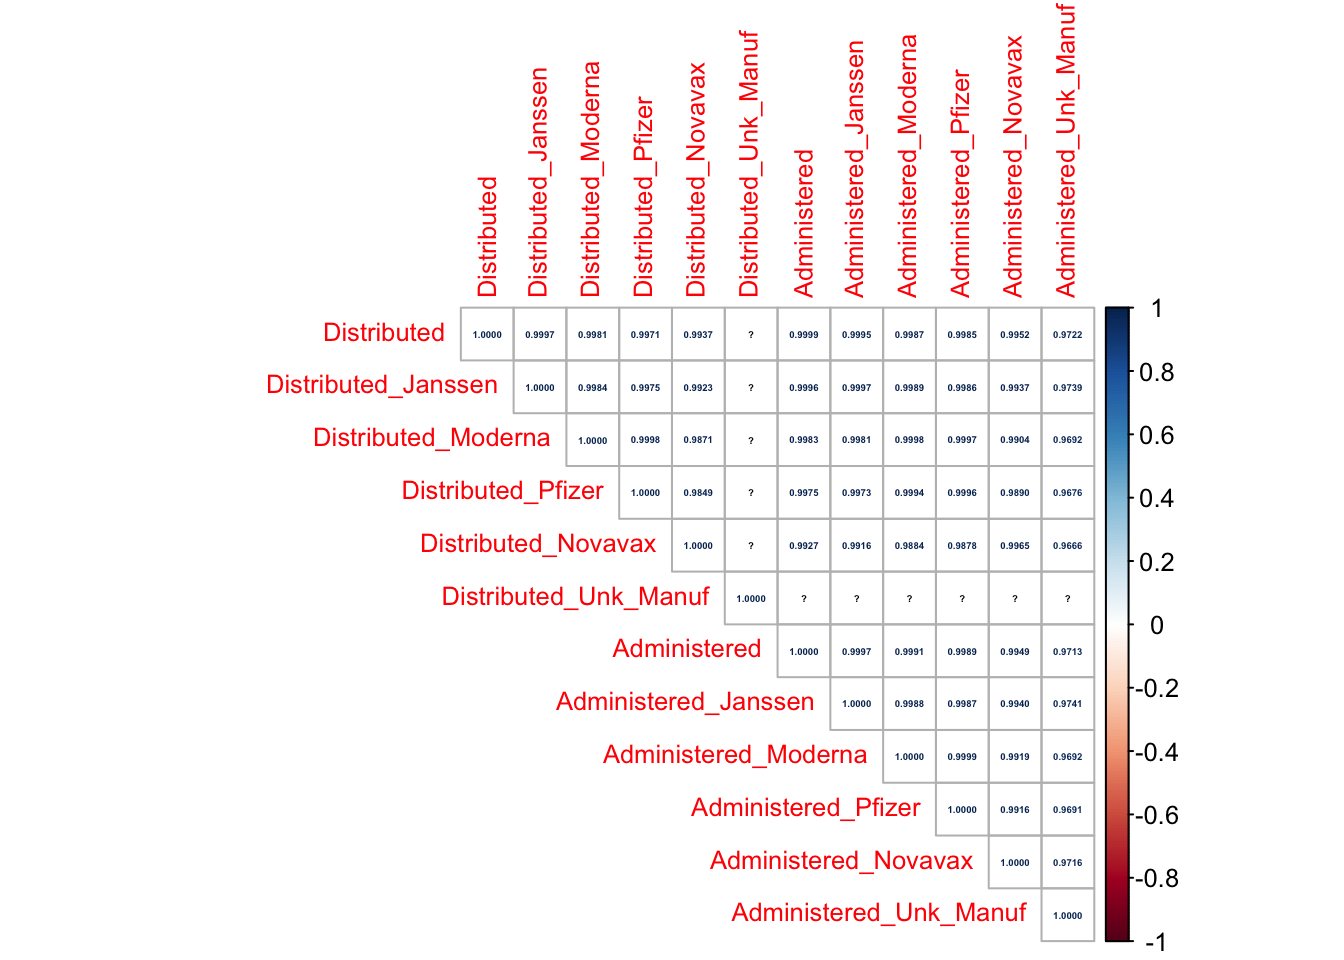 Distributed
Distributed_Janssen
Distributed_Moderna
Distributed_Pfizer
Distributed_Novavax
Distributed_Unk_Manuf
Administered
Administered_Janssen
Administered_Moderna
Administered_Pfizer
Administered_Novavax
Administered_Unk_Manuf
Distributed 1.0000 0.9997 0.9981 0.9971 0.9937 ? 0.9999 0.9995 0.9987 0.9985 0.9952 0.9722
Distributed_Janssen 1.0000 0.9984 0.9975 0.9923 ? 0.9996 0.9997 0.9989 0.9986 0.9937 0.9739
Distributed_Moderna 1.0000 0.9998 0.9871 ? 0.9983 0.9981 0.9998 0.9997 0.9904 0.9692
Distributed_Pfizer 1.0000 0.9849 ? 0.9975 0.9973 0.9994 0.9996 0.9890 0.9676
Distributed_Novavax 1.0000 ? 0.9927 0.9916 0.9884 0.9878 0.9965 0.9666
Distributed_Unk_Manuf 1.0000 ? ? ? ? ? ?
Administered 1.0000 0.9997 0.9991 0.9989 0.9949 0.9713
Administered_Janssen 1.0000 0.9988 0.9987 0.9940 0.9741
Administered_Moderna 1.0000 0.9999 0.9919 0.9692
Administered_Pfizer 1.0000 0.9916 0.9691
Administered_Novavax 1.0000 0.9716
Administered_Unk_Manuf 1.0000
1
0.8
0.6
0.4
0.2
0
-0.2
-0.4
-0.6
-0.8
-1